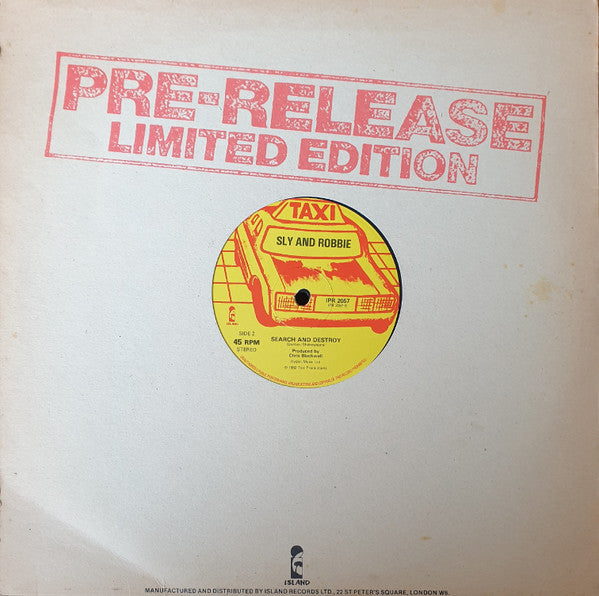 PRE-RELEASE
LIMITED EDITION
TAXI
SLY AND ROBBIE
IPR 2057
ISLAND
SIDE 2
45 RPM
STEREO
SEARCH AND DESTROY
Produced by
Chris Blackwell
ISLAND
MANUFACTURED AND DISTRIBUTED BY ISLAND RECORDS LTD., 22 ST PETER'S SQUARE, LONDON W6.